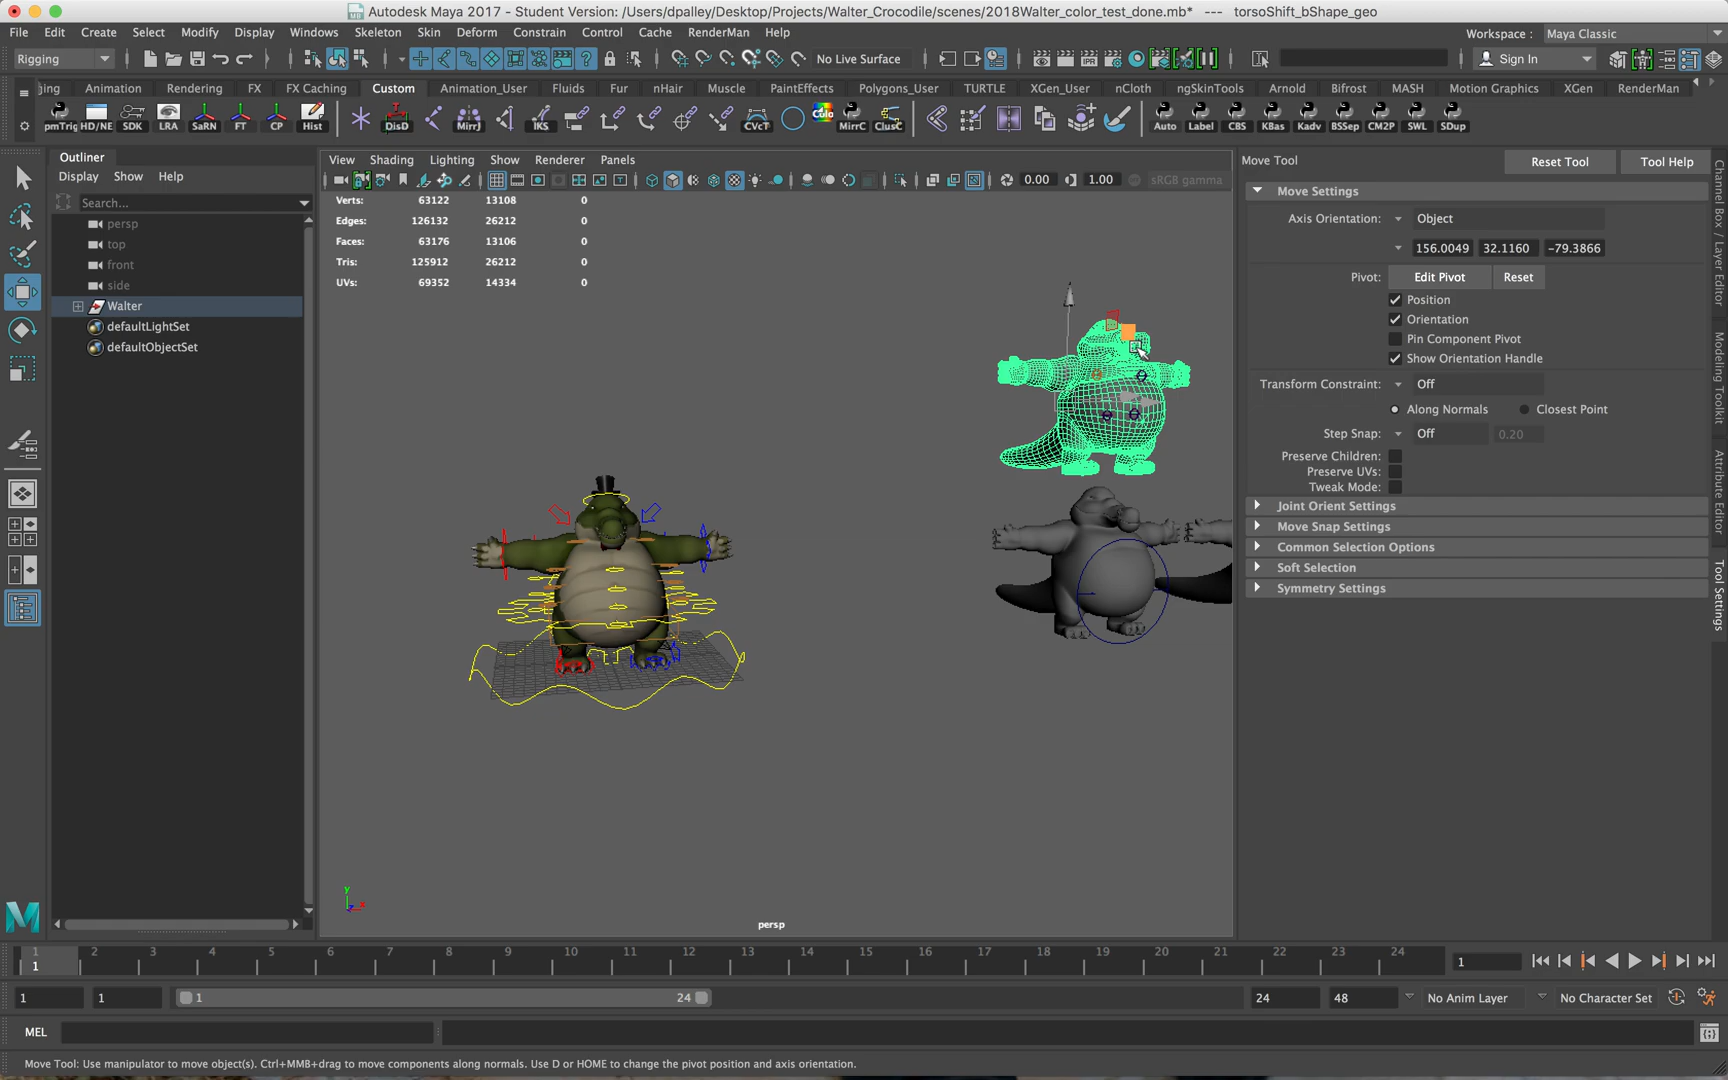 Autodesk Maya 2017 - Student Version: /Users/dpalley/Desktop/Projects/Walter_Crocodile/scenes/2018Walter_color_test_done.mb* --- torsoShift_bShape_geo
File Edit Create Select Modify Display Windows Skeleton Skin Deform Constrain Control Cache RenderMan Help
Workspace : Maya Classic
Rigging
No Live Surface
Sign In
ging Animation Rendering FX FX Caching Custom Animation_User Fluids Fur nHair Muscle PaintEffects Polygons_User TURTLE XGen_User nCloth ngSkinTools Arnold Bifrost MASH Motion Graphics XGen RenderMan
pmTrig HD/NE SDK LRA SaRN FT CP Hist DisD MirrJ IKS CVcT Colo MirrC ClusC Auto Label CBS KBas Kadv BSSep CM2P SWL SDup
Outliner
Display Show Help
Search...
persp
top
front
side
Walter
defaultLightSet
defaultObjectSet
View Shading Lighting Show Renderer Panels
0.00 1.00 sRGB gamma
Verts: 63122 13108 0
Edges: 126132 26212 0
Faces: 63176 13106 0
Tris: 125912 26212 0
UVs: 69352 14334 0
y
x
persp
Move Tool Reset Tool Tool Help
Move Settings
Axis Orientation: Object
156.0049 32.1160 -79.3866
Pivot: Edit Pivot Reset
Position
Orientation
Pin Component Pivot
Show Orientation Handle
Transform Constraint: Off
Along Normals Closest Point
Step Snap: Off 0.20
Preserve Children:
Preserve UVs:
Tweak Mode:
Joint Orient Settings
Move Snap Settings
Common Selection Options
Soft Selection
Symmetry Settings
Channel Box / Layer Editor
Modeling Toolkit
Attribute Editor
Tool Settings
1 2 3 4 5 6 7 8 9 10 11 12 13 14 15 16 17 18 19 20 21 22 23 24
1
1
1 1 1 24 24 48 No Anim Layer No Character Set
MEL
Move Tool: Use manipulator to move object(s). Ctrl+MMB+drag to move components along normals. Use D or HOME to change the pivot position and axis orientation.